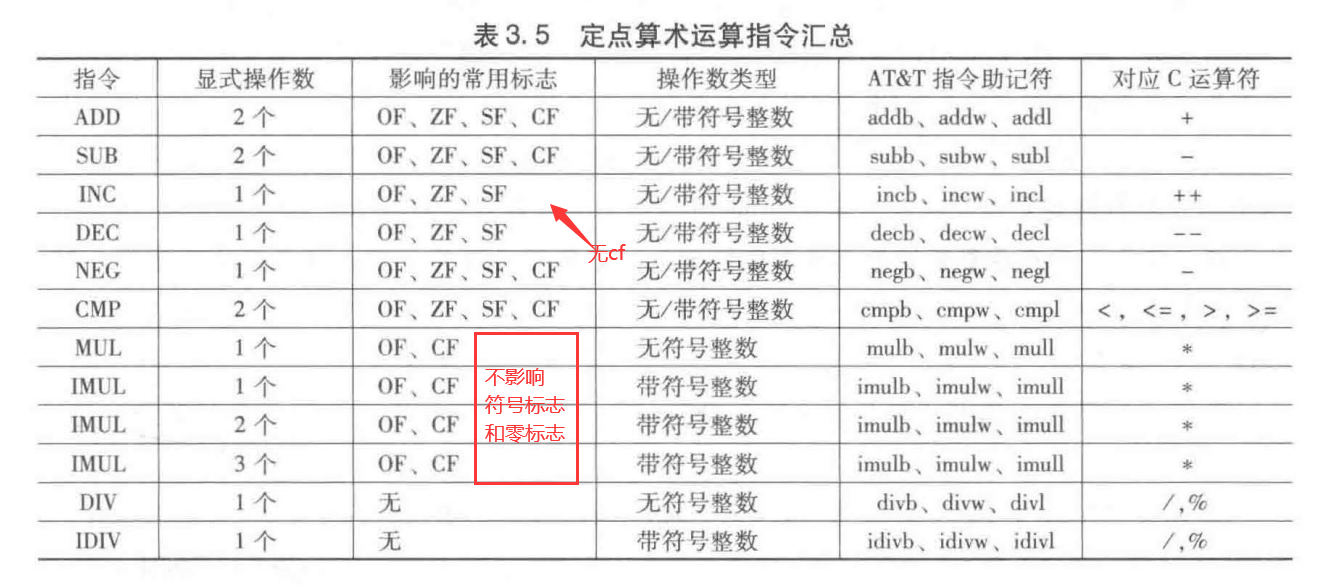 表3.5 定点算术运算指令汇总
指令 显式操作数 影响的常用标志 操作数类型 AT&T 指令助记符 对应 C 运算符
ADD 2 个 OF、ZF、SF、CF 无/带符号整数 addb、addw、addl +
SUB 2 个 OF、ZF、SF、CF 无/带符号整数 subb、subw、subl -
INC 1 个 OF、ZF、SF 无/带符号整数 incb、incw、incl ++
DEC 1 个 OF、ZF、SF 无/带符号整数 decb、decw、decl --
无cf
NEG 1 个 OF、ZF、SF、CF 无/带符号整数 negb、negw、negl -
CMP 2 个 OF、ZF、SF、CF 无/带符号整数 cmpb、cmpw、cmpl <, <=, >, >=
MUL 1 个 OF、CF 无符号整数 mulb、mulw、mull *
IMUL 1 个 OF、CF 带符号整数 imulb、imulw、imull *
IMUL 2 个 OF、CF 带符号整数 imulb、imulw、imull *
IMUL 3 个 OF、CF 带符号整数 imulb、imulw、imull *
不影响
符号标志
和零标志
DIV 1 个 无 无符号整数 divb、divw、divl /,%
IDIV 1 个 无 带符号整数 idivb、idivw、idivl /,%